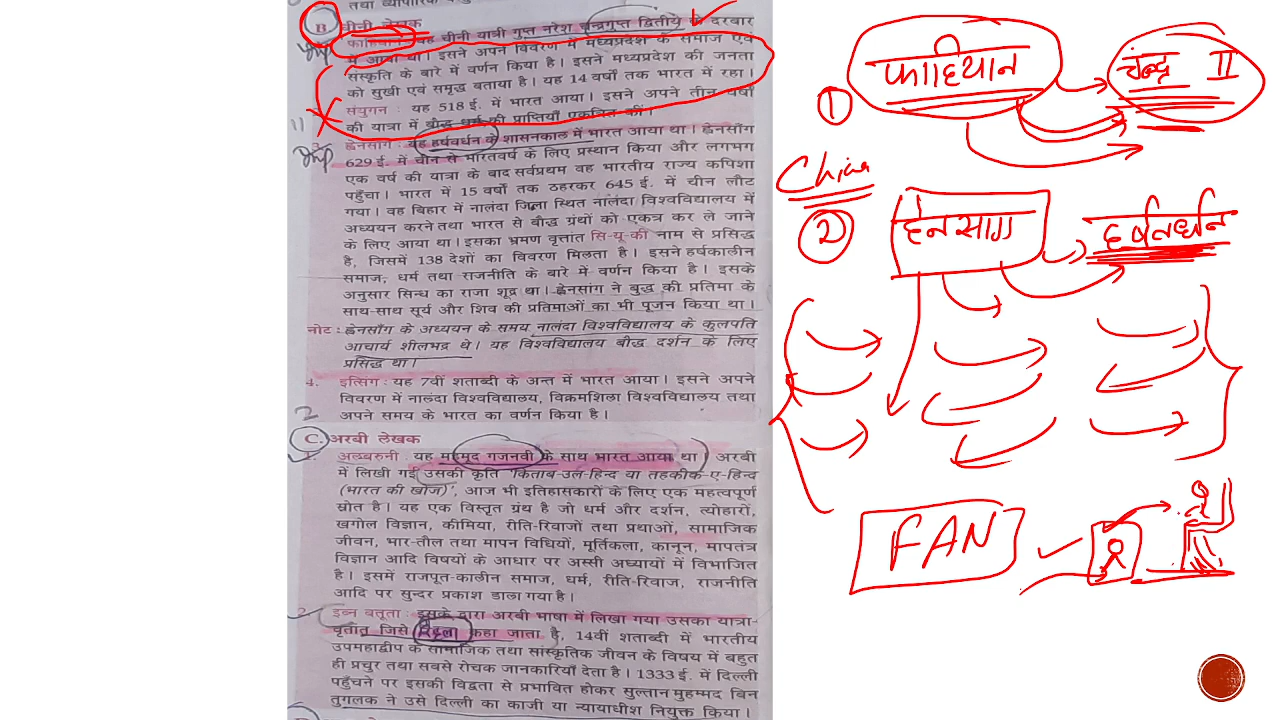 तथा व्यापारिक
B चीनी लेखक
फाहियान : यह चीनी यात्री गुप्त नरेश चन्द्रगुप्त द्वितीय के दरबार
में आया था। इसने अपने विवरण में मध्यप्रदेश के समाज एवं
संस्कृति के बारे में वर्णन किया है। इसने मध्यप्रदेश की जनता
को सुखी एवं समृद्ध बताया है। यह 14 वर्षों तक भारत में रहा।
संयुगन : यह 518 ई. में भारत आया। इसने अपने तीन वर्षों
की यात्रा में बौद्ध धर्म की प्राप्तियाँ एकत्रित कीं।
3. ह्वेनसाँग : यह हर्षवर्धन के शासनकाल में भारत आया था। ह्वेनसाँग
629 ई. में चीन से भारतवर्ष के लिए प्रस्थान किया और लगभग
एक वर्ष की यात्रा के बाद सर्वप्रथम वह भारतीय राज्य कपिशा
पहुँचा। भारत में 15 वर्षों तक ठहरकर 645 ई. में चीन लौट
गया। वह बिहार में नालंदा जिला स्थित नालंदा विश्वविद्यालय में
अध्ययन करने तथा भारत से बौद्ध ग्रंथों को एकत्र कर ले जाने
के लिए आया था। इसका भ्रमण वृत्तांत सि-यू-की नाम से प्रसिद्ध
है, जिसमें 138 देशों का विवरण मिलता है। इसने हर्षकालीन
समाज, धर्म तथा राजनीति के बारे में वर्णन किया है। इसके
अनुसार सिन्ध का राजा शूद्र था। ह्वेनसांग ने बुद्ध की प्रतिमा के
साथ-साथ सूर्य और शिव की प्रतिमाओं का भी पूजन किया था।
नोट : ह्वेनसाँग के अध्ययन के समय नालंदा विश्वविद्यालय के कुलपति
आचार्य शीलभद्र थे। यह विश्वविद्यालय बौद्ध दर्शन के लिए
प्रसिद्ध था।
4. इत्सिंग : यह 7वीं शताब्दी के अन्त में भारत आया। इसने अपने
विवरण में नालंदा विश्वविद्यालय, विक्रमशिला विश्वविद्यालय तथा
अपने समय के भारत का वर्णन किया है।
2
C. अरबी लेखक
अलबरुनी : यह महमूद गजनवी के साथ भारत आया था। अरबी
में लिखी गई उसकी कृति 'किताब-उल-हिन्द या तहकीक-ए-हिन्द
(भारत की खोज)', आज भी इतिहासकारों के लिए एक महत्वपूर्ण
स्रोत है। यह एक विस्तृत ग्रंथ है जो धर्म और दर्शन, त्योहारों,
खगोल विज्ञान, कीमिया, रीति-रिवाजों तथा प्रथाओं, सामाजिक
जीवन, भार-तौल तथा मापन विधियों, मूर्तिकला, कानून, मापतंत्र
विज्ञान आदि विषयों के आधार पर अस्सी अध्यायों में विभाजित
है। इसमें राजपूत-कालीन समाज, धर्म, रीति-रिवाज, राजनीति
आदि पर सुन्दर प्रकाश डाला गया है।
2. इब्न बतूता : इसके द्वारा अरबी भाषा में लिखा गया उसका यात्रा-
वृतांत जिसे रिहला कहा जाता है, 14वीं शताब्दी में भारतीय
उपमहाद्वीप के सामाजिक तथा सांस्कृतिक जीवन के विषय में बहुत
ही प्रचुर तथा सबसे रोचक जानकारियाँ देता है। 1333 ई. में दिल्ली
पहुँचने पर इसकी विद्वता से प्रभावित होकर सुल्तान मुहम्मद बिन
तुगलक ने उसे दिल्ली का काजी या न्यायाधीश नियुक्त किया।
① फाहियान चन्द्र II
China
② हेनसाग हर्षवर्धन
FAN